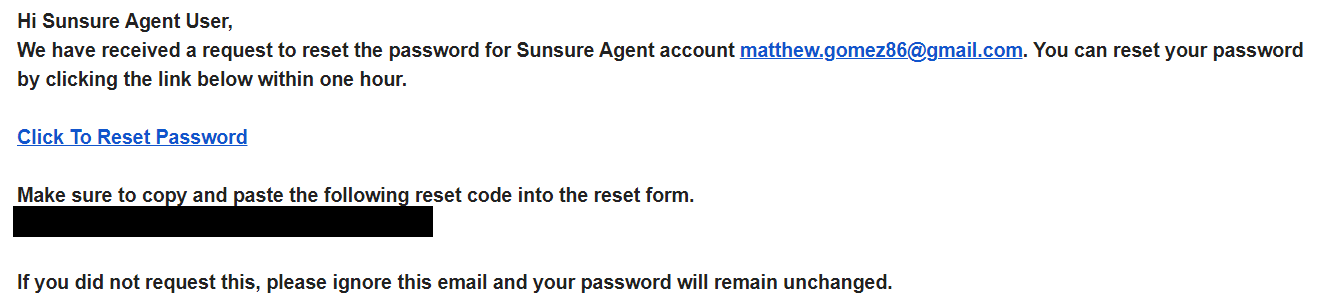 Hi Sunsure Agent User,
We have received a request to reset the password for Sunsure Agent account matthew.gomez86@gmail.com. You can reset your password
by clicking the link below within one hour.
Click To Reset Password
Make sure to copy and paste the following reset code into the reset form.
If you did not request this, please ignore this email and your password will remain unchanged.